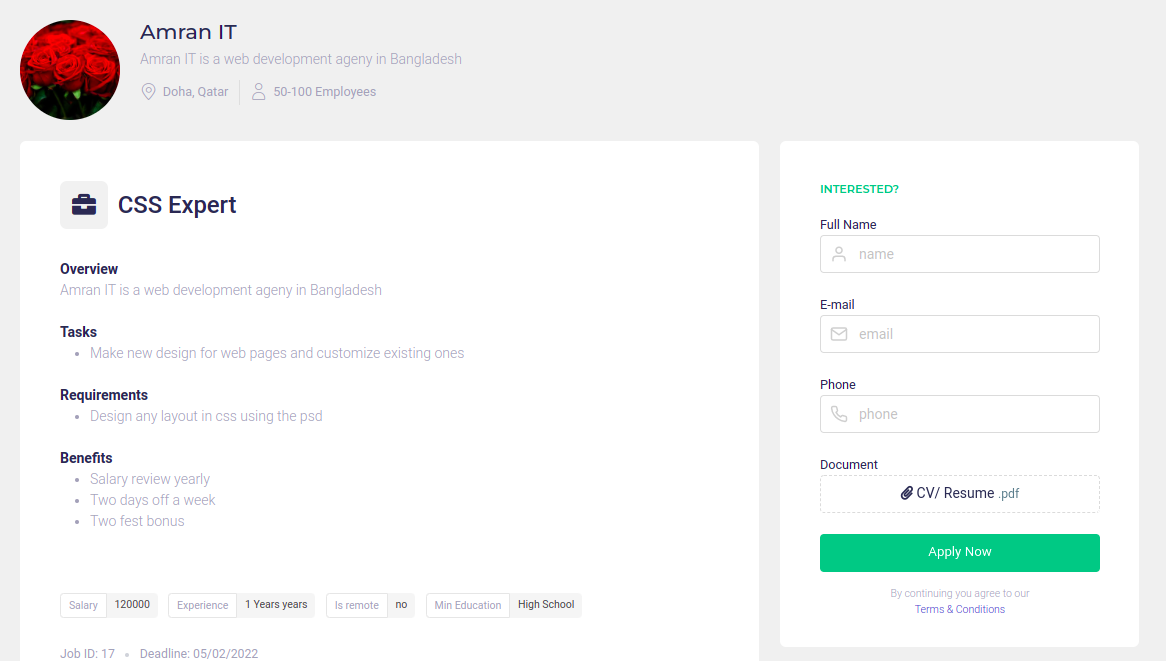 Amran IT
Amran IT is a web development ageny in Bangladesh
Doha, Qatar
50-100 Employees
CSS Expert
Overview
Amran IT is a web development ageny in Bangladesh
Tasks
Make new design for web pages and customize existing ones
Requirements
Design any layout in css using the psd
Benefits
Salary review yearly
Two days off a week
Two fest bonus
Salary 120000
Experience 1 Years years
Is remote no
Min Education High School
Job ID: 17 • Deadline: 05/02/2022
INTERESTED?
Full Name
name
E-mail
email
Phone
phone
Document
CV/ Resume .pdf
Apply Now
By continuing you agree to our
Terms & Conditions